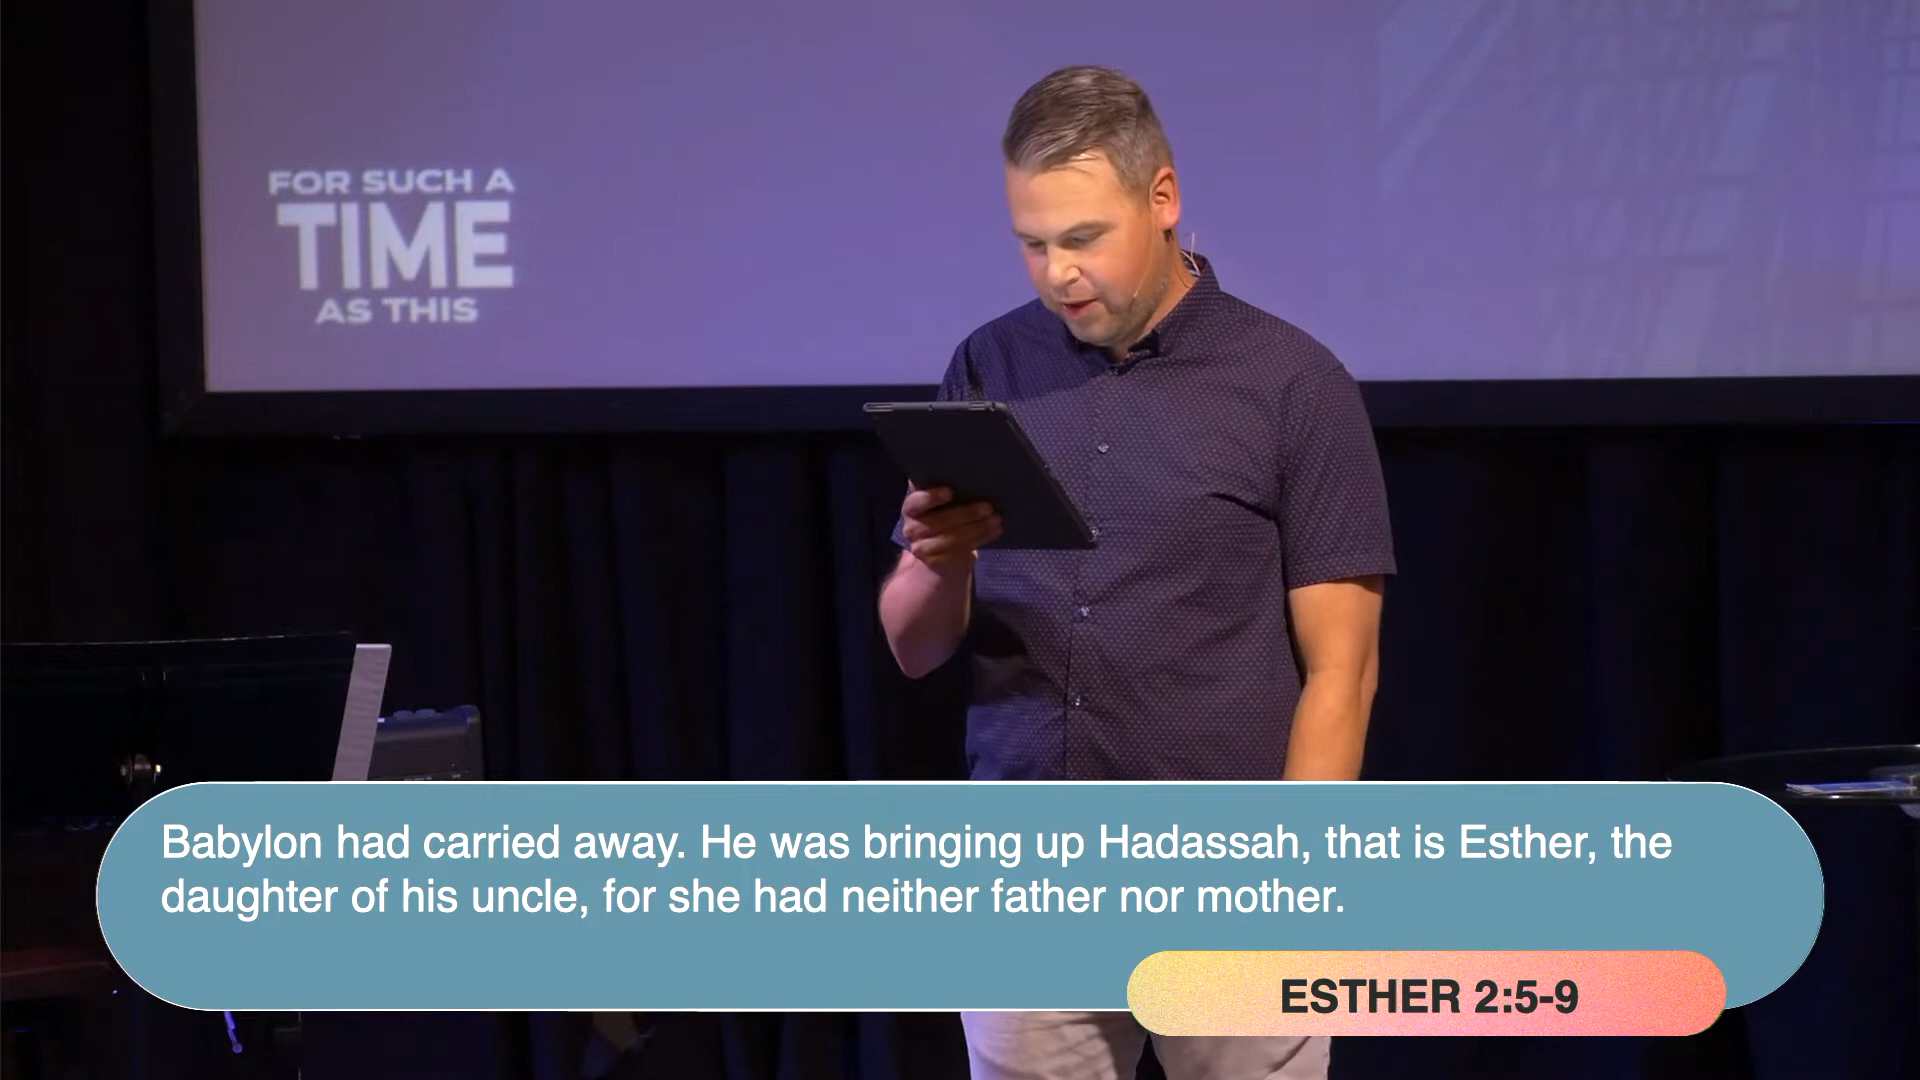 FOR SUCH A
TIME
AS THIS
Babylon had carried away. He was bringing up Hadassah, that is Esther, the
daughter of his uncle, for she had neither father nor mother.
ESTHER 2:5-9